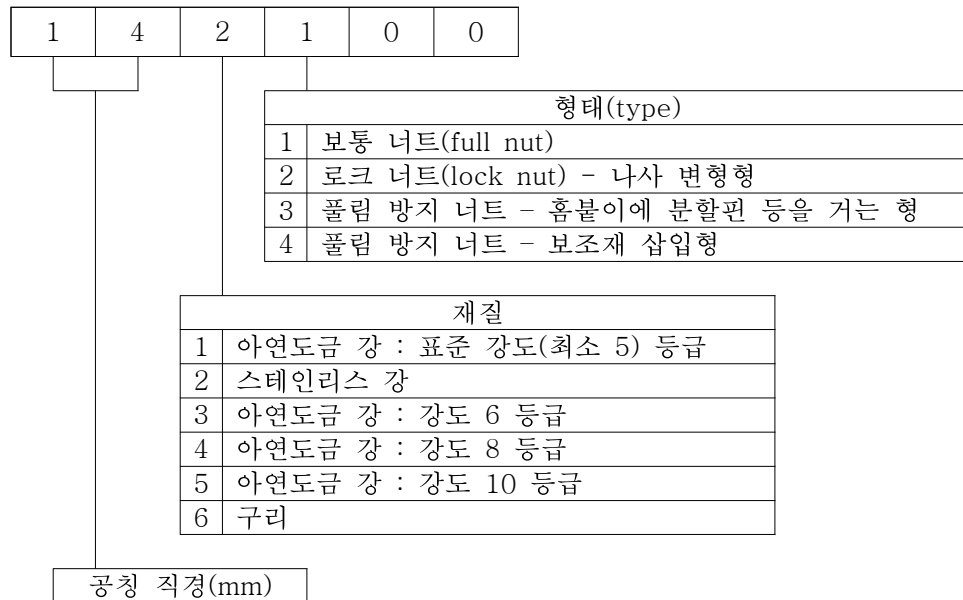 1 4 2 1 0 0
형태(type)
1 보통 너트(full nut)
2 로크 너트(lock nut) - 나사 변형형
3 풀림 방지 너트 - 홈붙이에 분할핀 등을 거는 형
4 풀림 방지 너트 - 보조재 삽입형
재질
1 아연도금 강 : 표준 강도(최소 5) 등급
2 스테인리스 강
3 아연도금 강 : 강도 6 등급
4 아연도금 강 : 강도 8 등급
5 아연도금 강 : 강도 10 등급
6 구리
공칭 직경(mm)